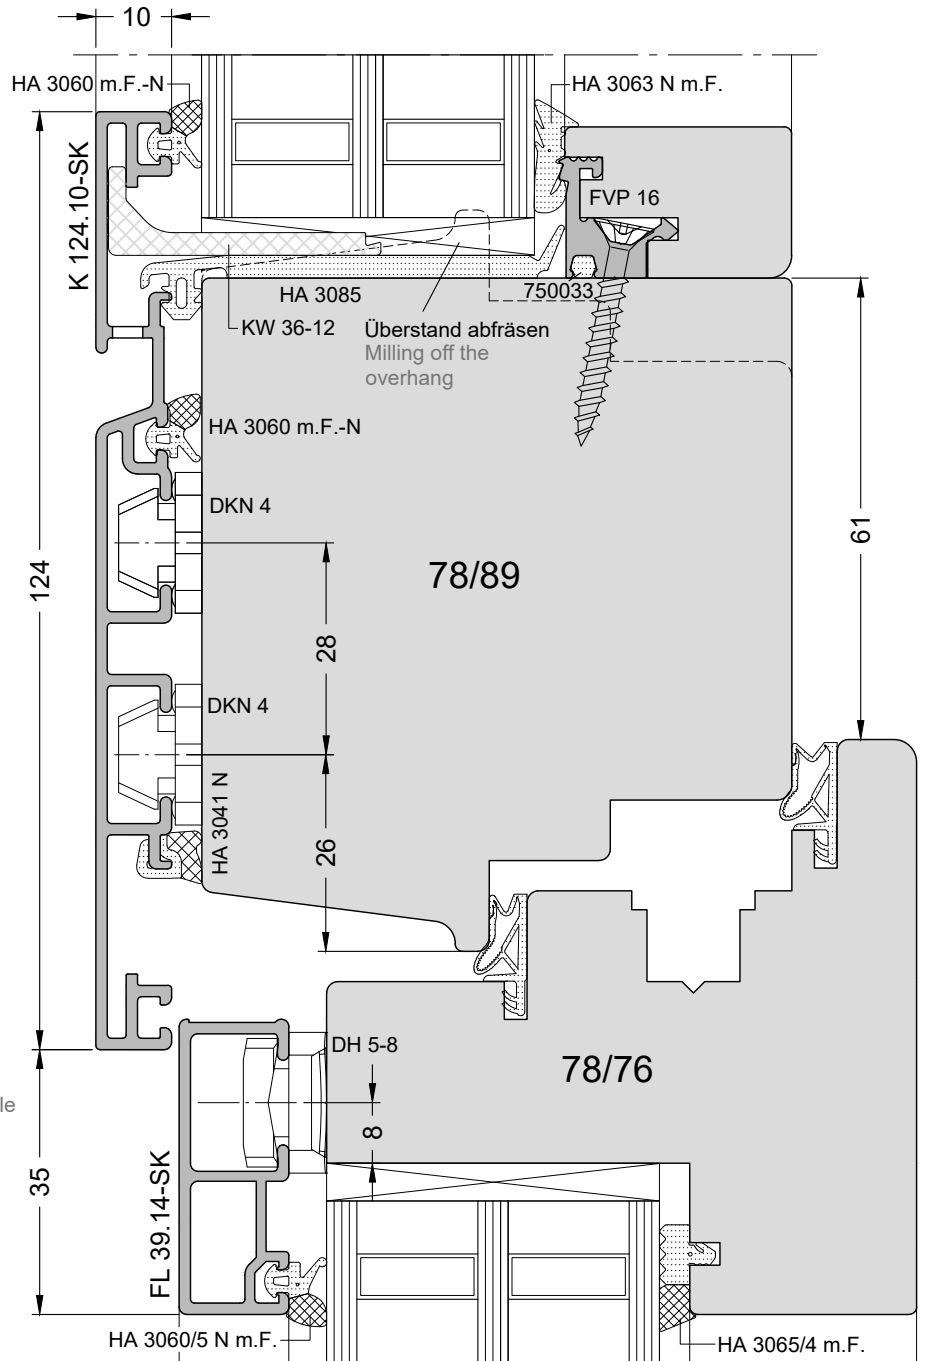 10
HA 3060 m.F.-N
HA 3063 N m.F.
K 124.10-SK
FVP 16
HA 3085
750033
KW 36-12
Überstand abfräsen
Milling off the
overhang
HA 3060 m.F.-N
DKN 4
61
124
78/89
28
DKN 4
HA 3041 N
26
DH 5-8
78/76
le
8
35
FL 39.14-SK
HA 3060/5 N m.F.
HA 3065/4 m.F.